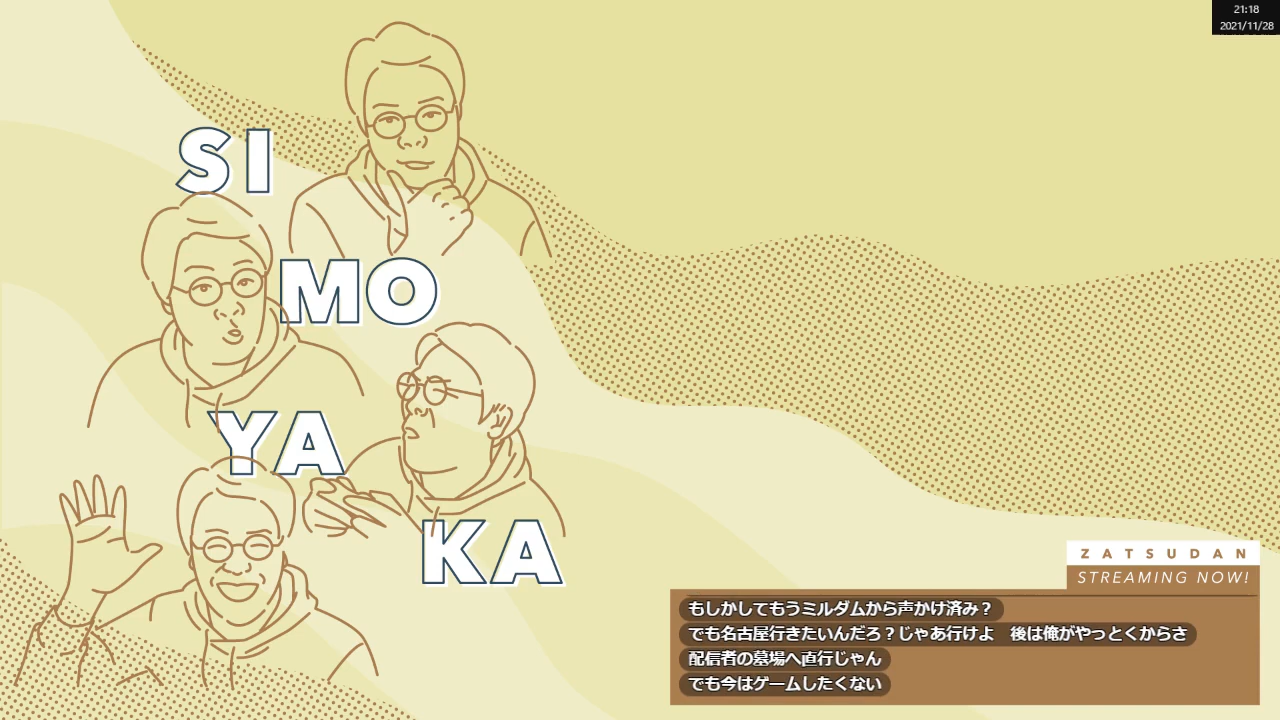 21:18
2021/11/28
SI
MO
YA
KA
ZATSUDAN
STREAMING NOW!
もしかしてもうミルダムから声かけ済み？
でも名古屋行きたいんだろ？じゃあ行けよ　後は俺がやっとくからさ
配信者の墓場へ直行じゃん
でも今はゲームしたくない